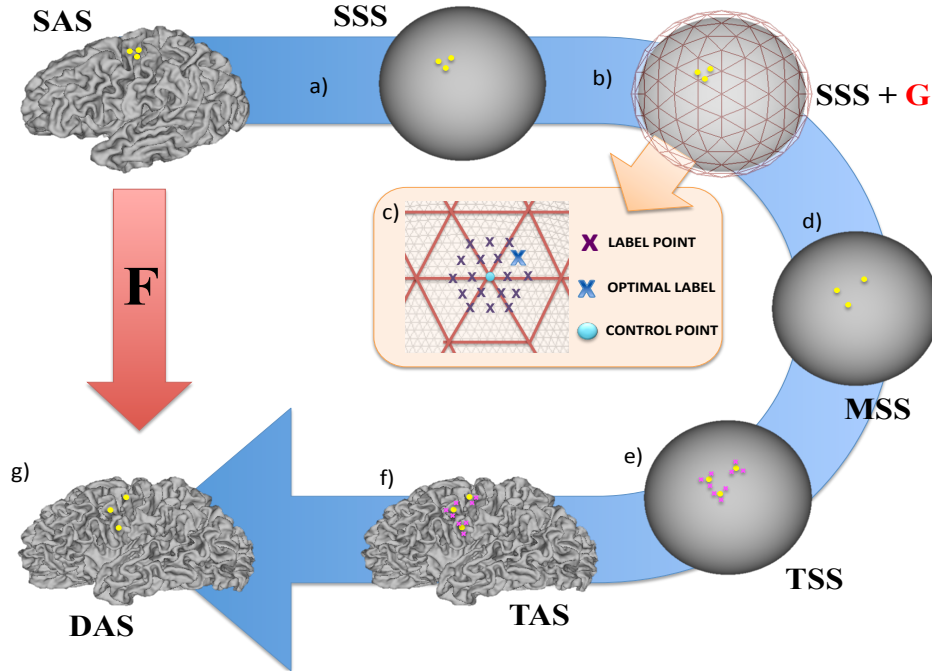 SAS
SSS
a)
b)
SSS + G
c)
X LABEL POINT
X OPTIMAL LABEL
CONTROL POINT
d)
F
MSS
e)
TSS
f)
TAS
g)
DAS